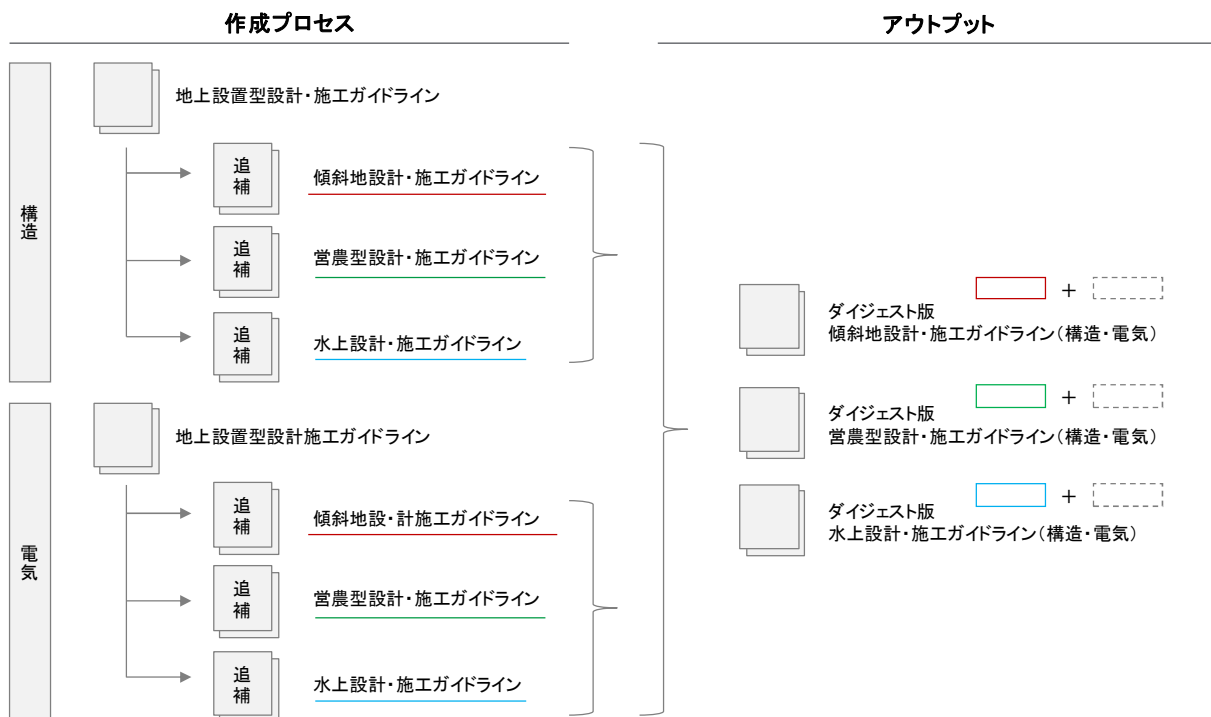 作成プロセス
アウトプット
構造
地上設置型設計・施工ガイドライン
追補
傾斜地設計・施工ガイドライン
追補
営農型設計・施工ガイドライン
追補
水上設計・施工ガイドライン
電気
地上設置型設計施工ガイドライン
追補
傾斜地設・計施工ガイドライン
追補
営農型設計・施工ガイドライン
追補
水上設計・施工ガイドライン
+
ダイジェスト版
傾斜地設計・施工ガイドライン(構造・電気)
+
ダイジェスト版
営農型設計・施工ガイドライン(構造・電気)
+
ダイジェスト版
水上設計・施工ガイドライン(構造・電気)